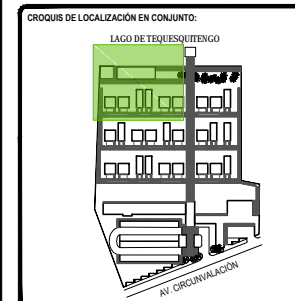 CROQUIS DE LOCALIZACIÓN EN CONJUNTO:
LAGO DE TEQUESQUITENGO
AV. CIRCUNVALACIÓN